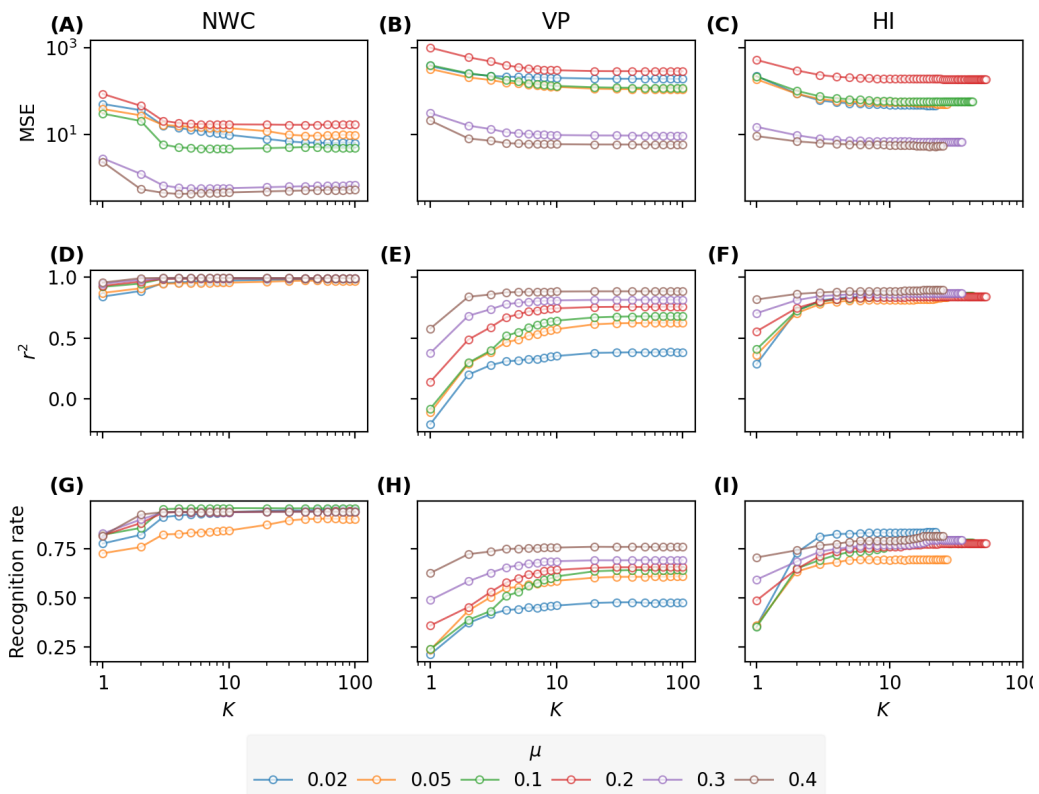 (A) NWC (B) VP (C) HI
10³
MSE
10¹
(D) (E) (F)
1.0
r²
0.5
0.0
(G) (H) (I)
Recognition rate
0.75
0.50
0.25
1 10 100 1 10 100 1 10 100
K K K
μ
0.02 0.05 0.1 0.2 0.3 0.4